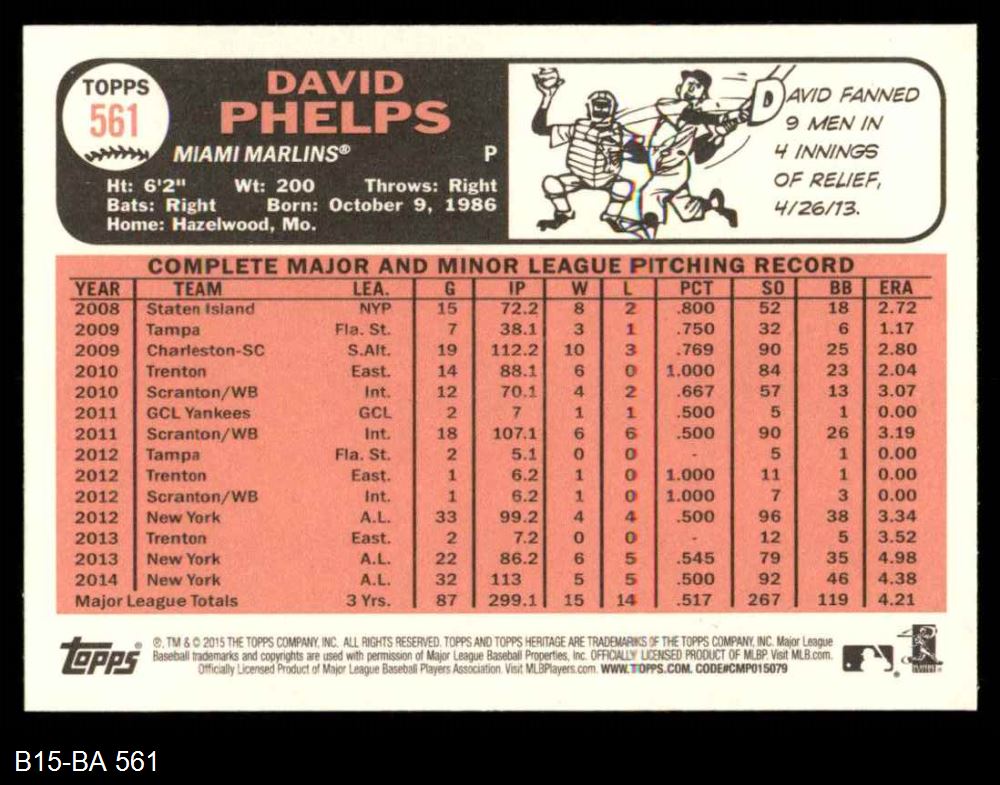 TOPPS
561
DAVID
PHELPS
MIAMI MARLINS® P
Ht: 6'2" Wt: 200 Throws: Right
Bats: Right Born: October 9, 1986
Home: Hazelwood, Mo.
DAVID FANNED
9 MEN IN
4 INNINGS
OF RELIEF,
4/26/13.
COMPLETE MAJOR AND MINOR LEAGUE PITCHING RECORD
YEAR TEAM LEA. G IP W L PCT SO BB ERA
2008 Staten Island NYP 15 72.2 8 2 .800 52 18 2.72
2009 Tampa Fla. St. 7 38.1 3 1 .750 32 6 1.17
2009 Charleston-SC S.Alt. 19 112.2 10 3 .769 90 25 2.80
2010 Trenton East. 14 88.1 6 0 1.000 84 23 2.04
2010 Scranton/WB Int. 12 70.1 4 2 .667 57 13 3.07
2011 GCL Yankees GCL 2 7 1 1 .500 5 1 0.00
2011 Scranton/WB Int. 18 107.1 6 6 .500 90 26 3.19
2012 Tampa Fla. St. 2 5.1 0 0 - 5 1 0.00
2012 Trenton East. 1 6.2 1 0 1.000 11 1 0.00
2012 Scranton/WB Int. 1 6.2 1 0 1.000 7 3 0.00
2012 New York A.L. 33 99.2 4 4 .500 96 38 3.34
2013 Trenton East. 2 7.2 0 0 - 12 5 3.52
2013 New York A.L. 22 86.2 6 5 .545 79 35 4.98
2014 New York A.L. 32 113 5 5 .500 92 46 4.38
Major League Totals 3 Yrs. 87 299.1 15 14 .517 267 119 4.21
Topps ®, TM & © 2015 THE TOPPS COMPANY, INC. ALL RIGHTS RESERVED. TOPPS AND TOPPS HERITAGE ARE TRADEMARKS OF THE TOPPS COMPANY, INC. Major League
Baseball trademarks and copyrights are used with permission of Major League Baseball Properties, Inc. OFFICIALLY LICENSED PRODUCT OF MLBP. Visit MLB.com.
Officially Licensed Product of Major League Baseball Players Association. Visit MLBPlayers.com. WWW.TOPPS.COM. CODE#CMP015079
B15-BA 561